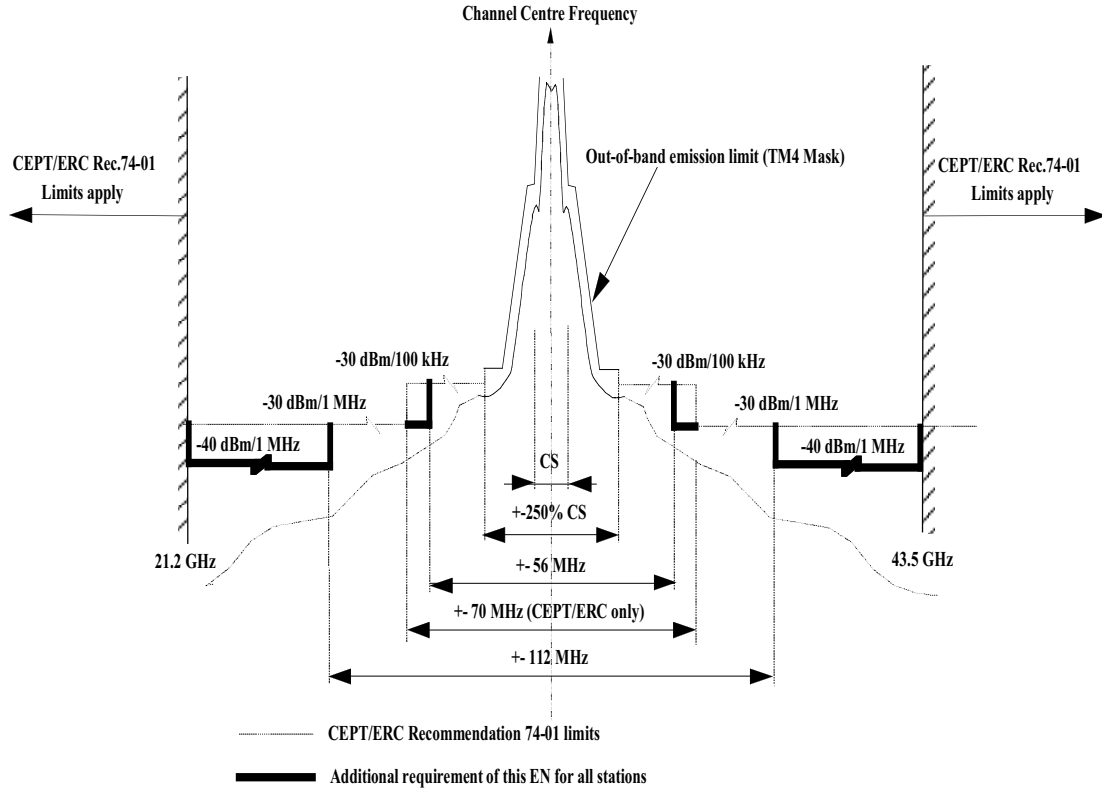 Channel Centre Frequency
CEPT/ERC Rec.74-01
Limits apply
Out-of-band emission limit (TM4 Mask)
CEPT/ERC Rec.74-01
Limits apply
-30 dBm/100 kHz
-30 dBm/100 kHz
-30 dBm/1 MHz
-30 dBm/1 MHz
-40 dBm/1 MHz
-40 dBm/1 MHz
CS
+-250% CS
21.2 GHz
43.5 GHz
+- 56 MHz
+- 70 MHz (CEPT/ERC only)
+- 112 MHz
CEPT/ERC Recommendation 74-01 limits
Additional requirement of this EN for all stations